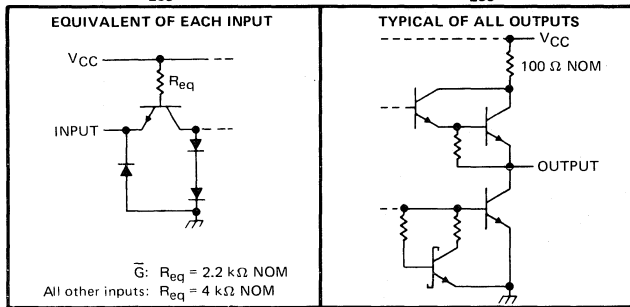 EQUIVALENT OF EACH INPUT
VCC
Req
INPUT
G̅: Req = 2.2 kΩ NOM
All other inputs: Req = 4 kΩ NOM
TYPICAL OF ALL OUTPUTS
VCC
100 Ω NOM
OUTPUT